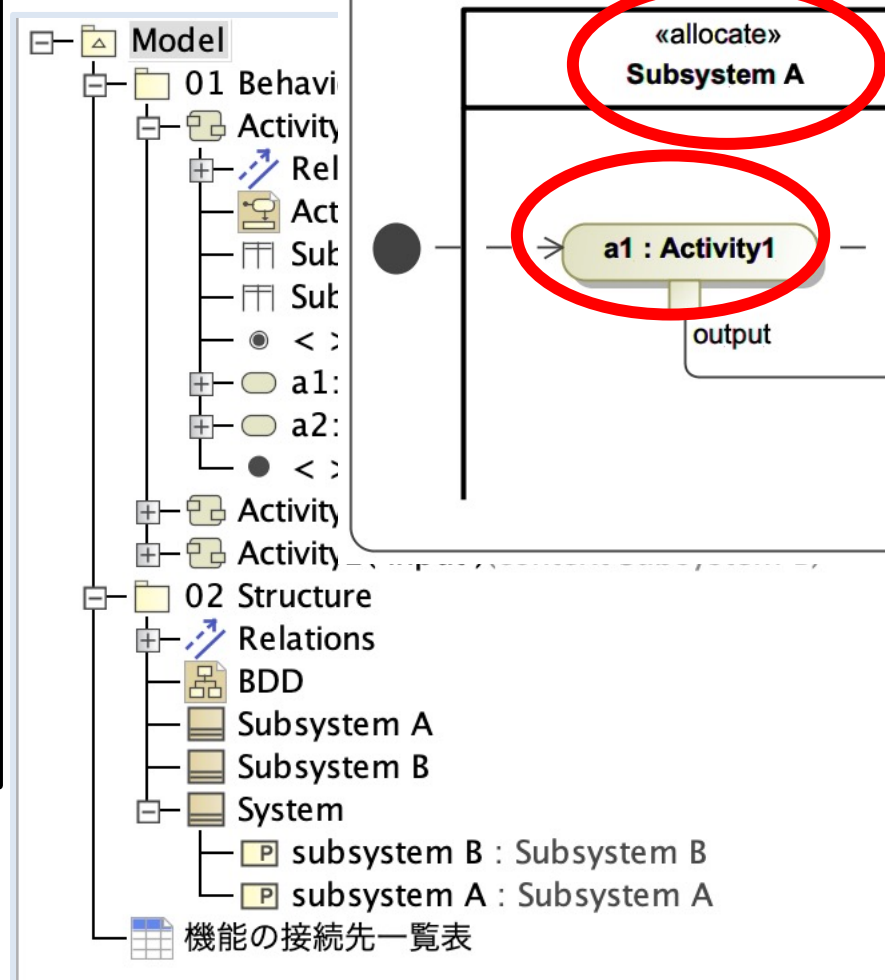 Model
01 Behavi
Activity
Rel
Act
Sub
Sub
< >
a1:
a2:
< >
Activity
Activity
02 Structure
Relations
BDD
Subsystem A
Subsystem B
System
P subsystem B : Subsystem B
P subsystem A : Subsystem A
機能の接続先一覧表
«allocate»
Subsystem A
a1 : Activity1
output